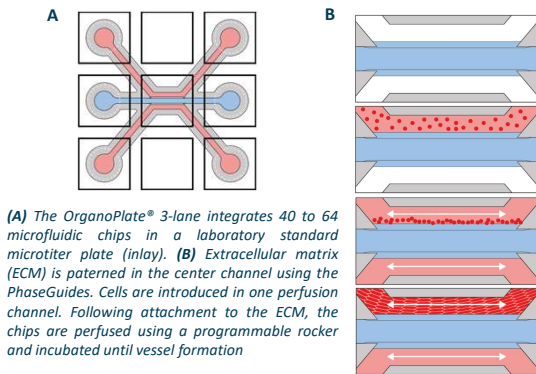 A
B
(A) The OrganoPlate® 3-lane integrates 40 to 64
microfluidic chips in a laboratory standard
microtiter plate (inlay). (B) Extracellular matrix
(ECM) is paterned in the center channel using the
PhaseGuides. Cells are introduced in one perfusion
channel. Following attachment to the ECM, the
chips are perfused using a programmable rocker
and incubated until vessel formation